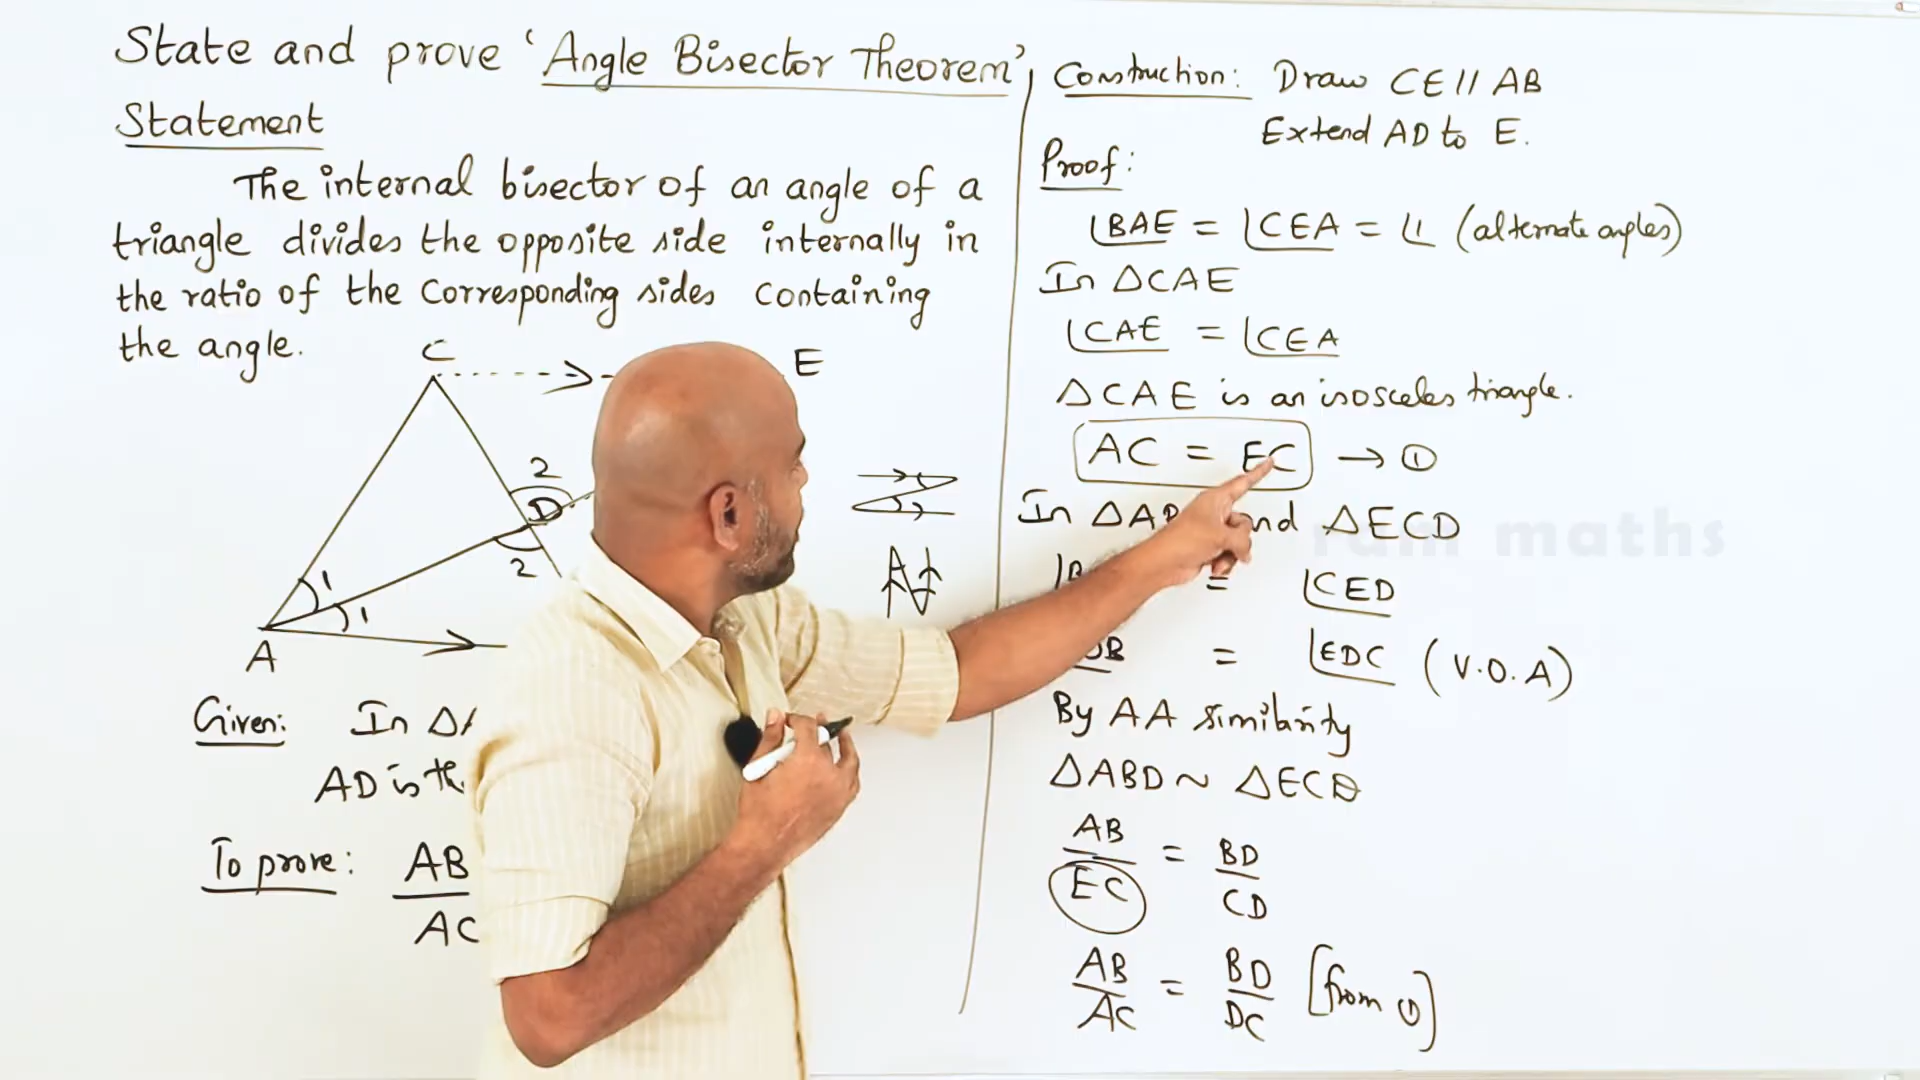 State and prove ‘Angle Bisector Theorem’
Statement
The internal bisector of an angle of a
triangle divides the opposite side internally in
the ratio of the corresponding sides containing
the angle.
C E
2
D
2
1
1
A
Given: In Δ
AD is the
To prove: AB
AC
Construction: Draw CE // AB
Extend AD to E.
Proof:
∠BAE = ∠CEA = ∠1 (alternate angles)
In ΔCAE
∠CAE = ∠CEA
ΔCAE is an isosceles triangle.
AC = EC → ①
In and ΔECD
= ∠CED
= ∠EDC (V.O.A)
By AA similarity
ΔABD ~ ΔECD
AB/EC = BD/CD
AB/AC = BD/DC [from ①]
maths